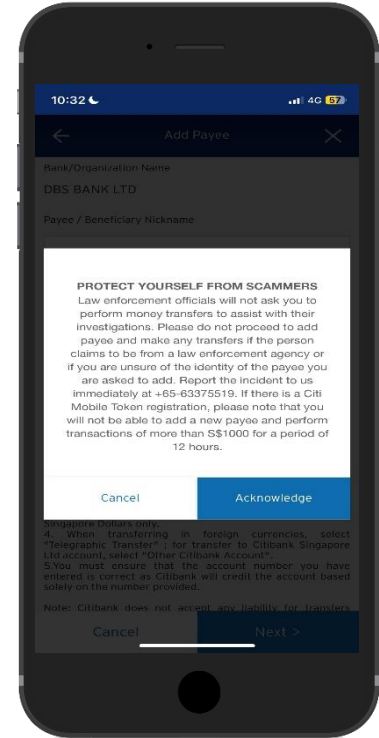 10:32
4G 57
Add Payee
Bank/Organization Name
DBS BANK LTD
Payee / Beneficiary Nickname
PROTECT YOURSELF FROM SCAMMERS
Law enforcement officials will not ask you to
perform money transfers to assist with their
investigations. Please do not proceed to add
payee and make any transfers if the person
claims to be from a law enforcement agency or
if you are unsure of the identity of the payee you
are asked to add. Report the incident to us
immediately at +65-63375519. If there is a Citi
Mobile Token registration, please note that you
will not be able to add a new payee and perform
transactions of more than S$1000 for a period of
12 hours.
Cancel Acknowledge
Singapore Dollars only,
4. When transferring in foreign currencies, select
"Telegraphic Transfer" ; for transfer to Citibank Singapore
Ltd account, select "Other Citibank Account".
5.You must ensure that the account number you have
entered is correct as Citibank will credit the account based
solely on the number provided.
Note: Citibank does not accept any liability for transfers
Cancel Next >